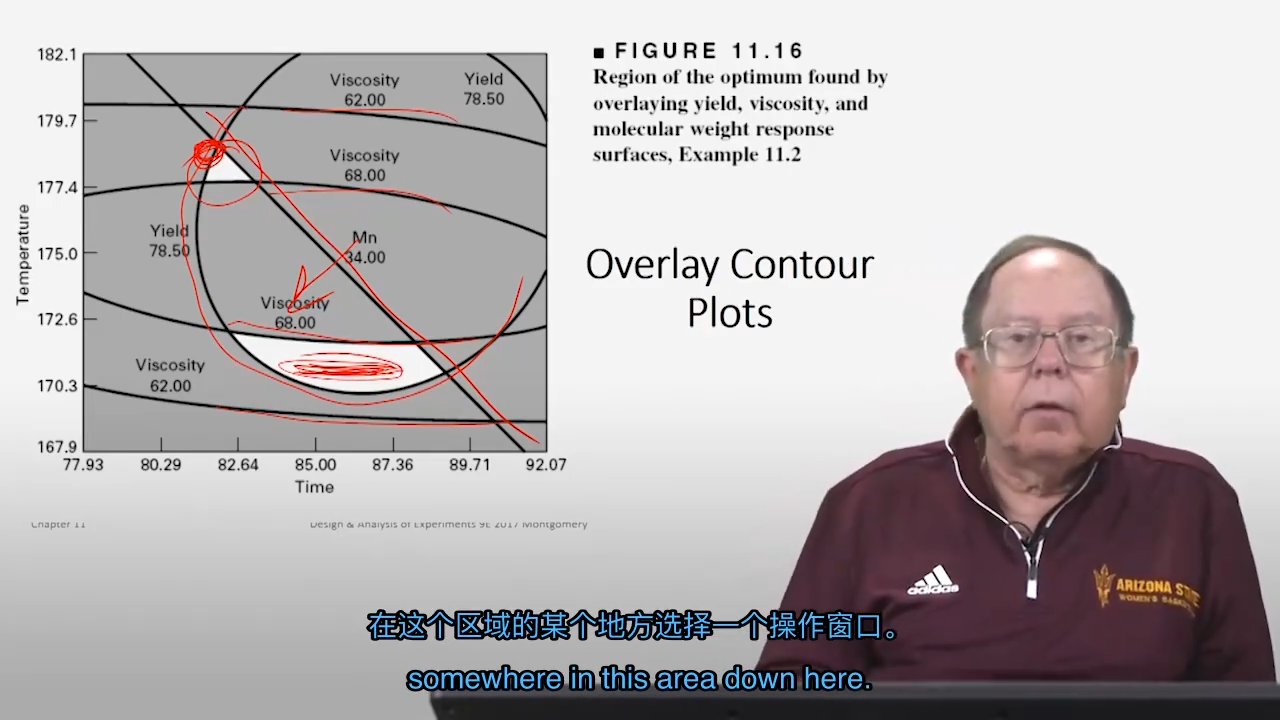 182.1
179.7
177.4
175.0
172.6
170.3
167.9
Temperature
77.93 80.29 82.64 85.00 87.36 89.71 92.07
Time
Viscosity
62.00
Yield
78.50
Viscosity
68.00
Yield
78.50
Mn
34.00
Viscosity
68.00
Viscosity
62.00
■ FIGURE 11.16
Region of the optimum found by
overlaying yield, viscosity, and
molecular weight response
surfaces, Example 11.2
Overlay Contour
Plots
Chapter 11
Design & Analysis of Experiments 9E 2017 Montgomery
adidas
ARIZONA
WOMEN'S
在这个区域的某个地方选择一个操作窗口。
somewhere in this area down here.